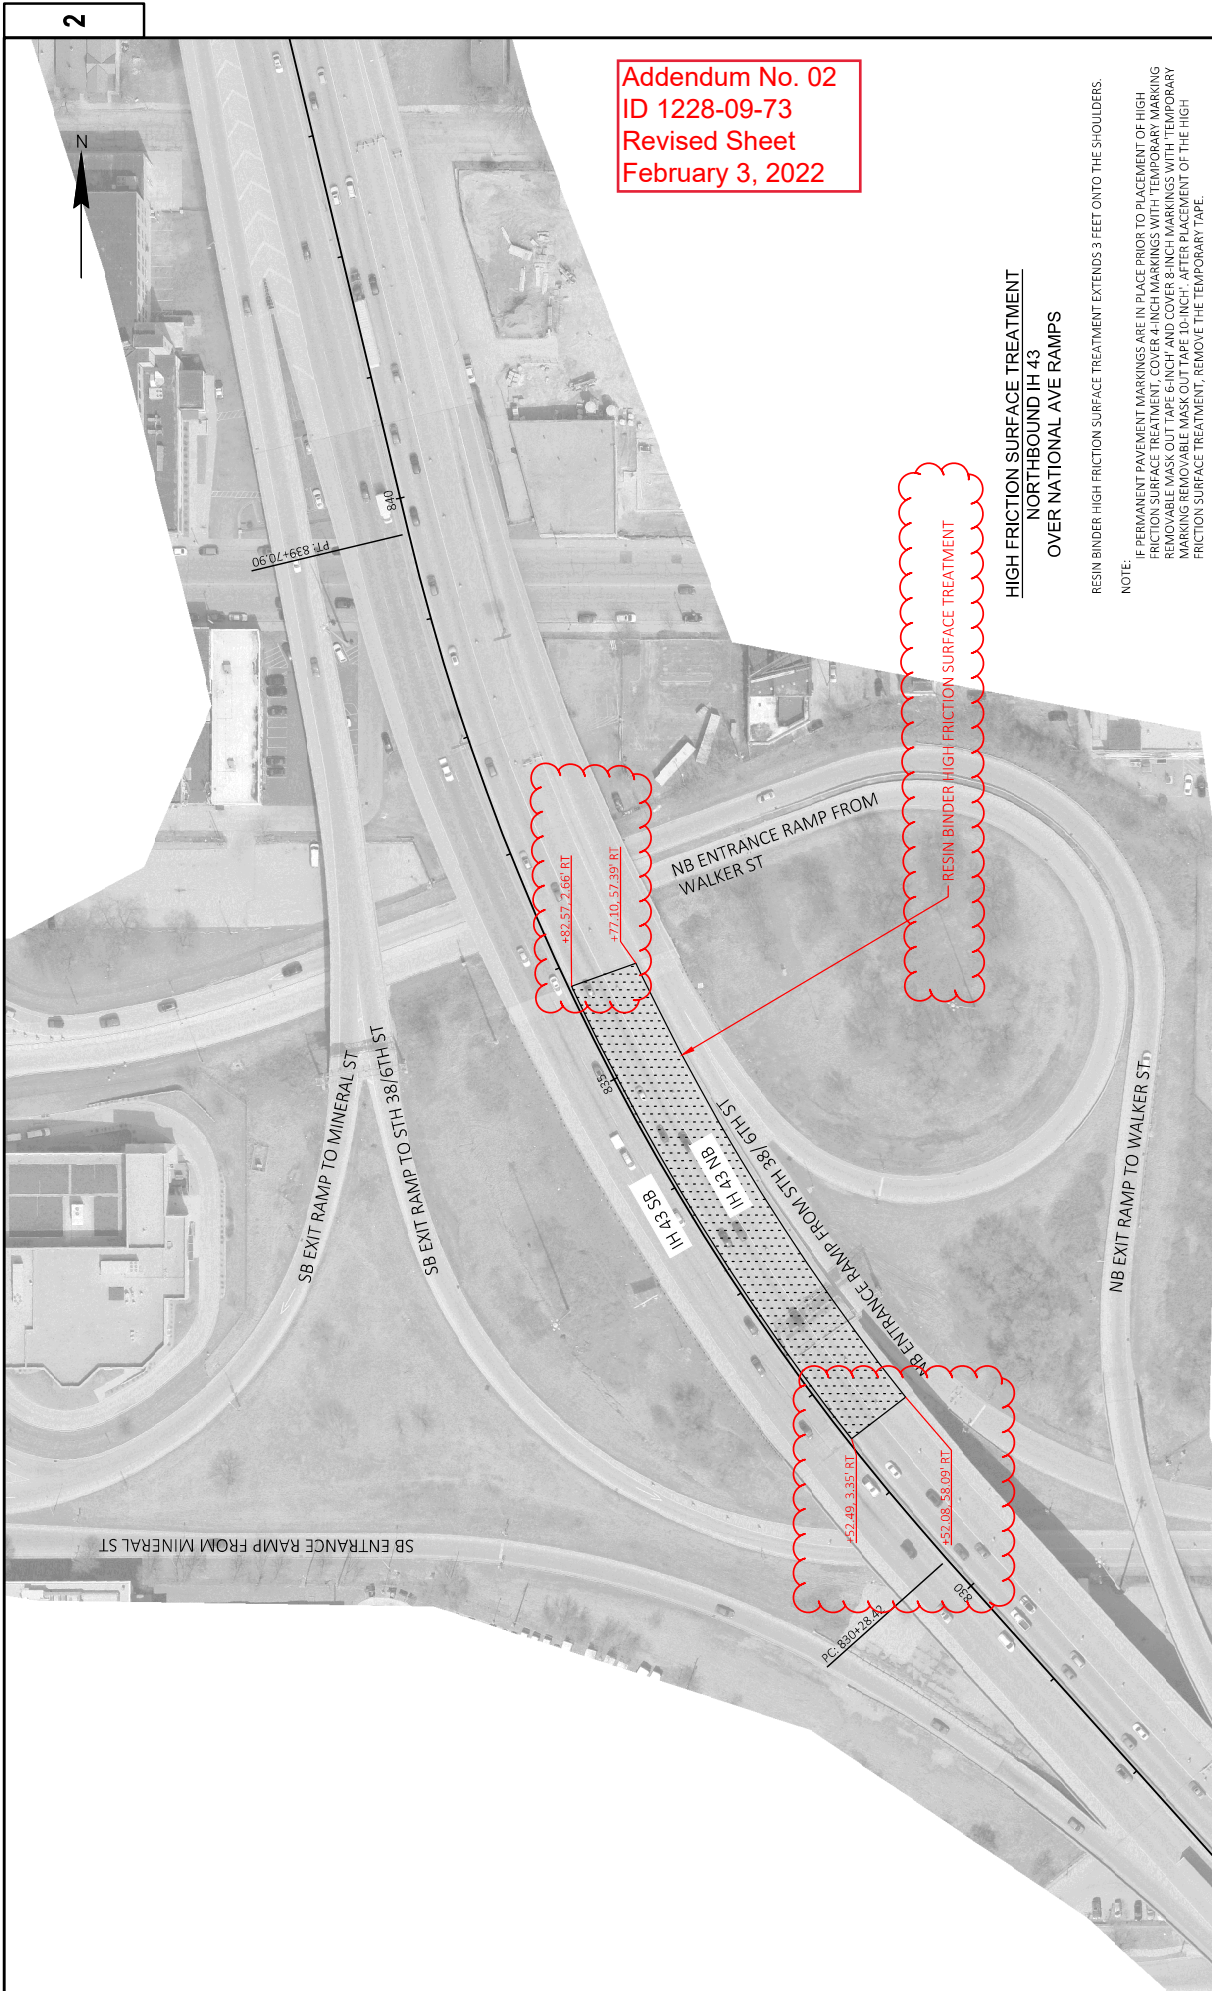 2
Addendum No. 02
ID 1228-09-73
Revised Sheet
February 3, 2022
N
HIGH FRICTION SURFACE TREATMENT
NORTHBOUND IH 43
OVER NATIONAL AVE RAMPS
RESIN BINDER HIGH FRICTION SURFACE TREATMENT EXTENDS 3 FEET ONTO THE SHOULDERS.
NOTE:
IF PERMANENT PAVEMENT MARKINGS ARE IN PLACE PRIOR TO PLACEMENT OF HIGH
FRICTION SURFACE TREATMENT, COVER 4-INCH MARKINGS WITH 'TEMPORARY MARKING
REMOVABLE MASK OUT TAPE 6-INCH' AND COVER 8-INCH MARKINGS WITH 'TEMPORARY
MARKING REMOVABLE MASK OUT TAPE 10-INCH'. AFTER PLACEMENT OF THE HIGH
FRICTION SURFACE TREATMENT, REMOVE THE TEMPORARY TAPE.
RESIN BINDER HIGH FRICTION SURFACE TREATMENT
840
PT: 839+70.90
+82.57, 2.66' RT
+77.10, 57.39' RT
NB ENTRANCE RAMP FROM
WALKER ST
835
SB EXIT RAMP TO MINERAL ST
SB EXIT RAMP TO STH 38/6TH ST
IH 43 SB
IH 43 NB
NB ENTRANCE RAMP FROM STH 38/ 6TH ST
NB EXIT RAMP TO WALKER ST
+52.49, 3.35' RT
+52.08, 58.09' RT
SB ENTRANCE RAMP FROM MINERAL ST
830
PC: 830+28.42